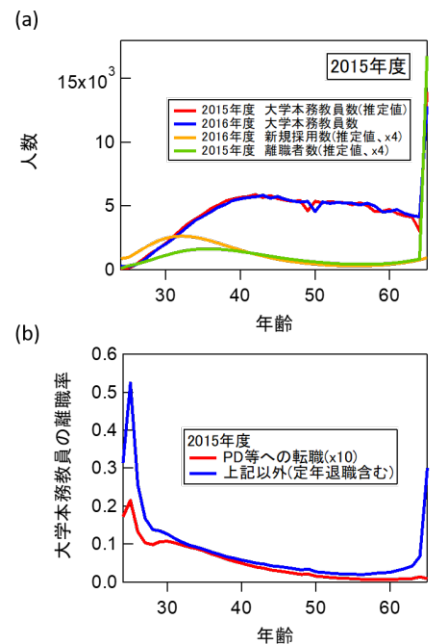 (a)
2015年度
15x10³
10
5
0
人数
2015年度 大学本務教員数(推定値)
2016年度 大学本務教員数
2016年度 新規採用数(推定値、x4)
2015年度 離職者数(推定値、x4)
30
40
50
60
年齢
(b)
0.6
0.5
0.4
0.3
0.2
0.1
0.0
大学本務教員の離職率
2015年度
PD等への転職(x10)
上記以外(定年退職含む)
30
40
50
60
年齢